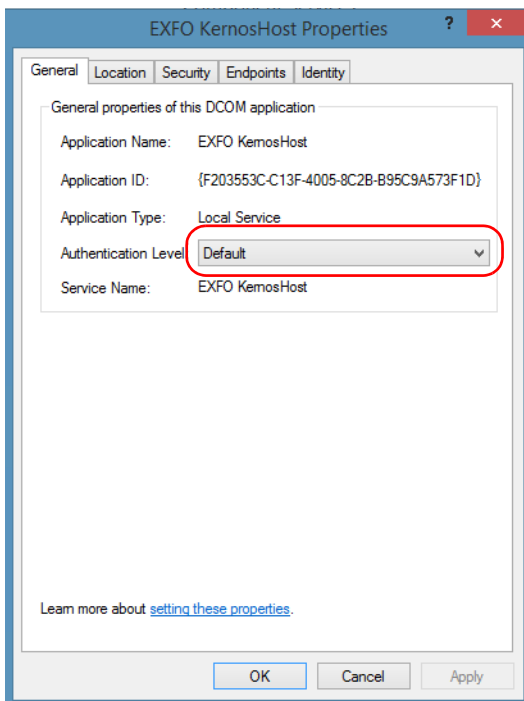 EXFO KernosHost Properties
?
×
General Location Security Endpoints Identity
General properties of this DCOM application
Application Name: EXFO KernosHost
Application ID: {F203553C-C13F-4005-8C2B-B95C9A573F1D}
Application Type: Local Service
Authentication Level Default
Service Name: EXFO KernosHost
Learn more about setting these properties.
OK Cancel Apply